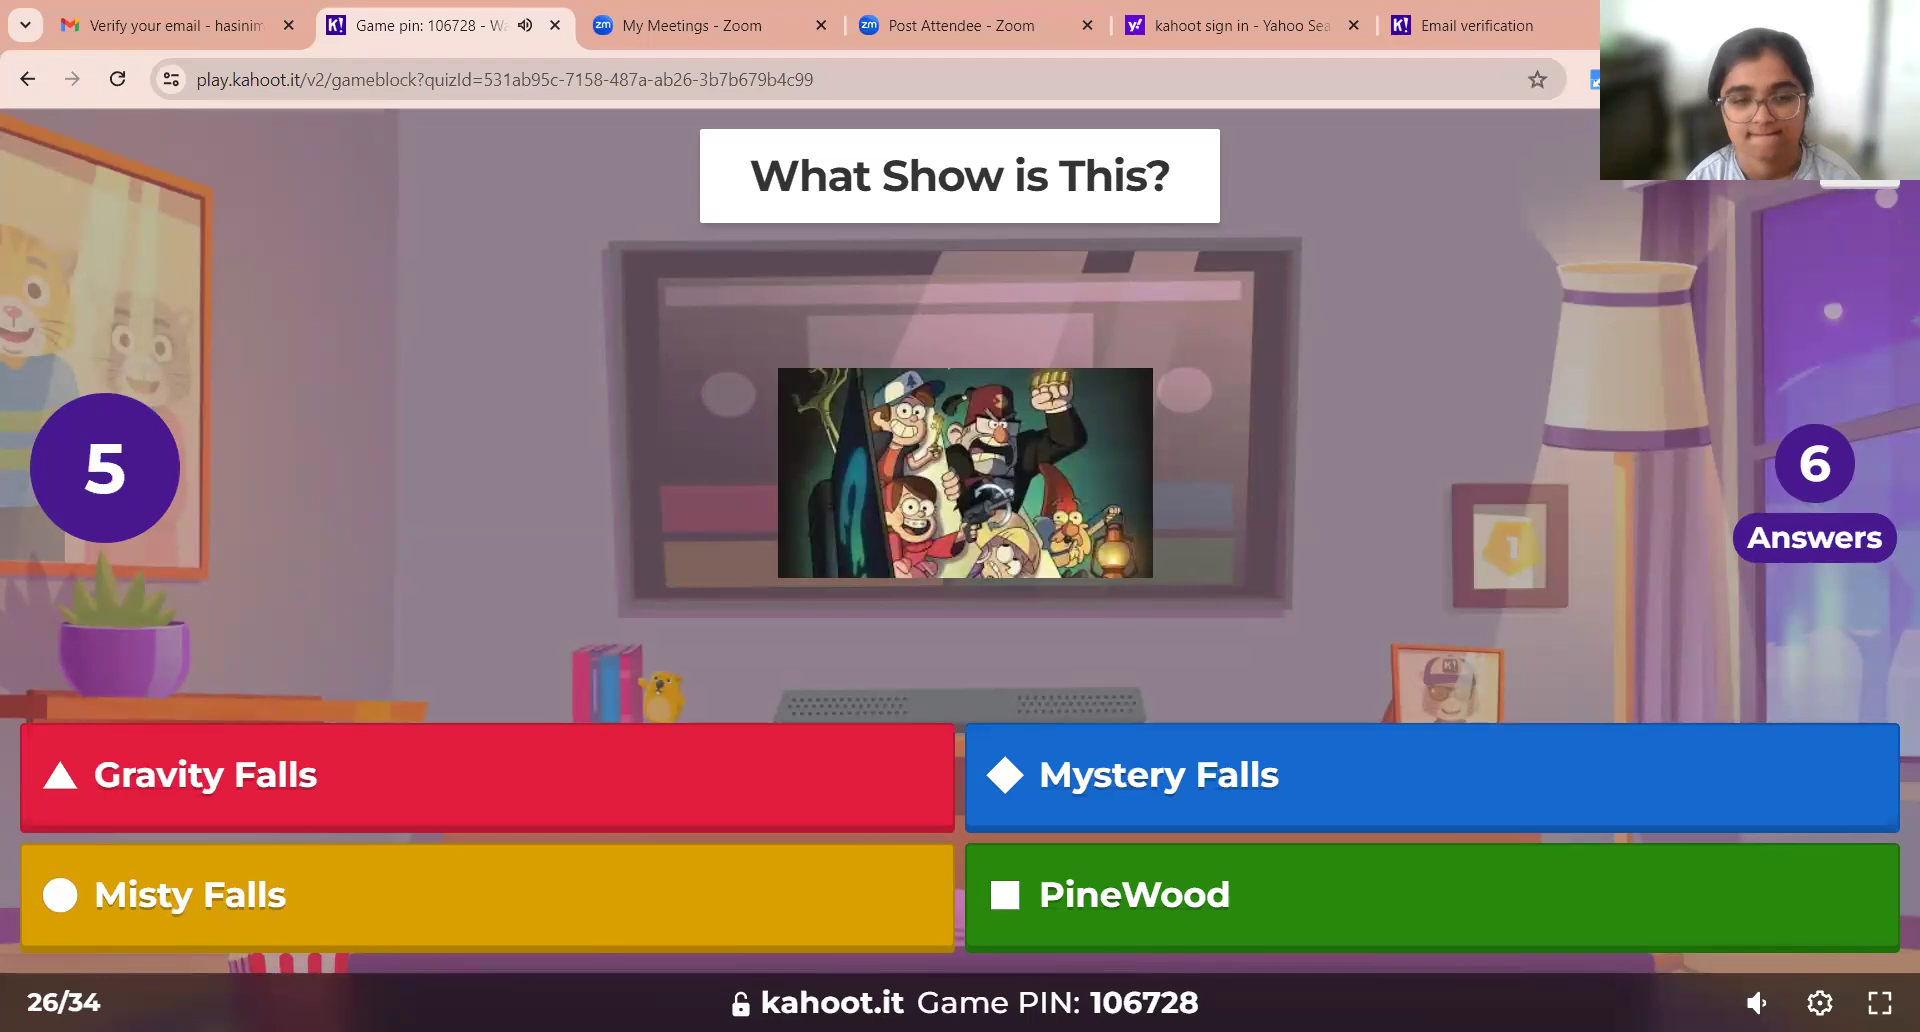 Verify your email - hasinim
Game pin: 106728 - Wa
My Meetings - Zoom
Post Attendee - Zoom
kahoot sign in - Yahoo Sea
Email verification
play.kahoot.it/v2/gameblock?quizId=531ab95c-7158-487a-ab26-3b7b679b4c99
What Show is This?
5
6
Answers
1
Gravity Falls
Mystery Falls
Misty Falls
PineWood
26/34
kahoot.it Game PIN: 106728